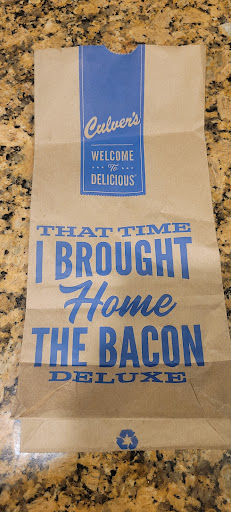 Culver's
WELCOME
To
DELICIOUS
THAT TIME
I BROUGHT
Home
THE BACON
DELUXE